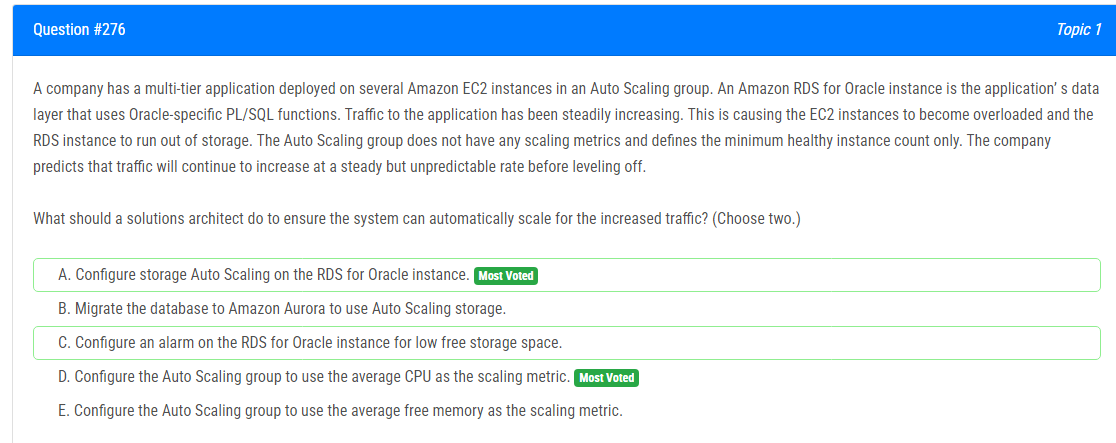 Question #276
Topic 1
A company has a multi-tier application deployed on several Amazon EC2 instances in an Auto Scaling group. An Amazon RDS for Oracle instance is the application' s data
layer that uses Oracle-specific PL/SQL functions. Traffic to the application has been steadily increasing. This is causing the EC2 instances to become overloaded and the
RDS instance to run out of storage. The Auto Scaling group does not have any scaling metrics and defines the minimum healthy instance count only. The company
predicts that traffic will continue to increase at a steady but unpredictable rate before leveling off.
What should a solutions architect do to ensure the system can automatically scale for the increased traffic? (Choose two.)
A. Configure storage Auto Scaling on the RDS for Oracle instance. Most Voted
B. Migrate the database to Amazon Aurora to use Auto Scaling storage.
C. Configure an alarm on the RDS for Oracle instance for low free storage space.
D. Configure the Auto Scaling group to use the average CPU as the scaling metric. Most Voted
E. Configure the Auto Scaling group to use the average free memory as the scaling metric.